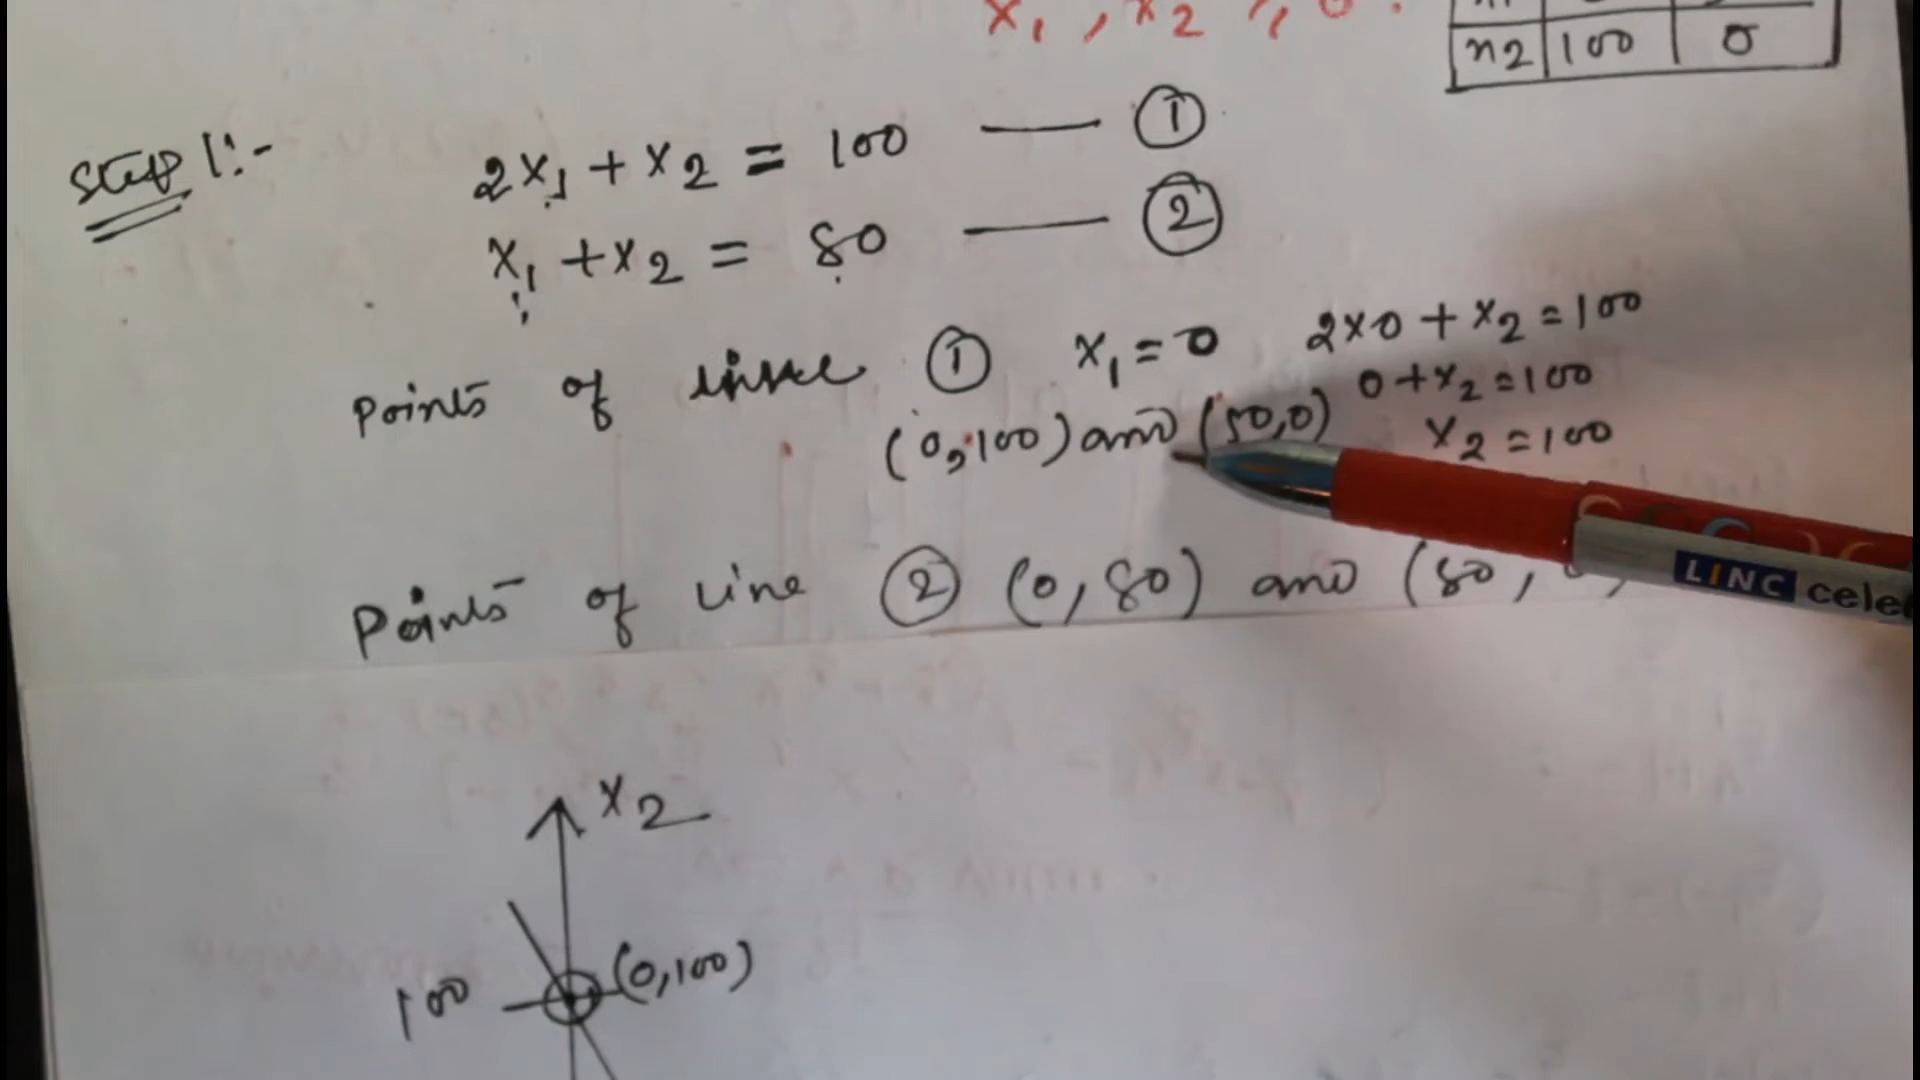 x1, x2 ≥ 0.
x2 | 100 | 0
Step 1:-
2x1 + x2 = 100 —— ①
x1 + x2 = 80 —— ②
Points of line ① x1 = 0 2×0 + x2 = 100
0 + x2 = 100
(0,100) and (50,0)
x2 = 100
Points of line ② (0, 80) and (80,
LINC cele
x2
100 (0,100)